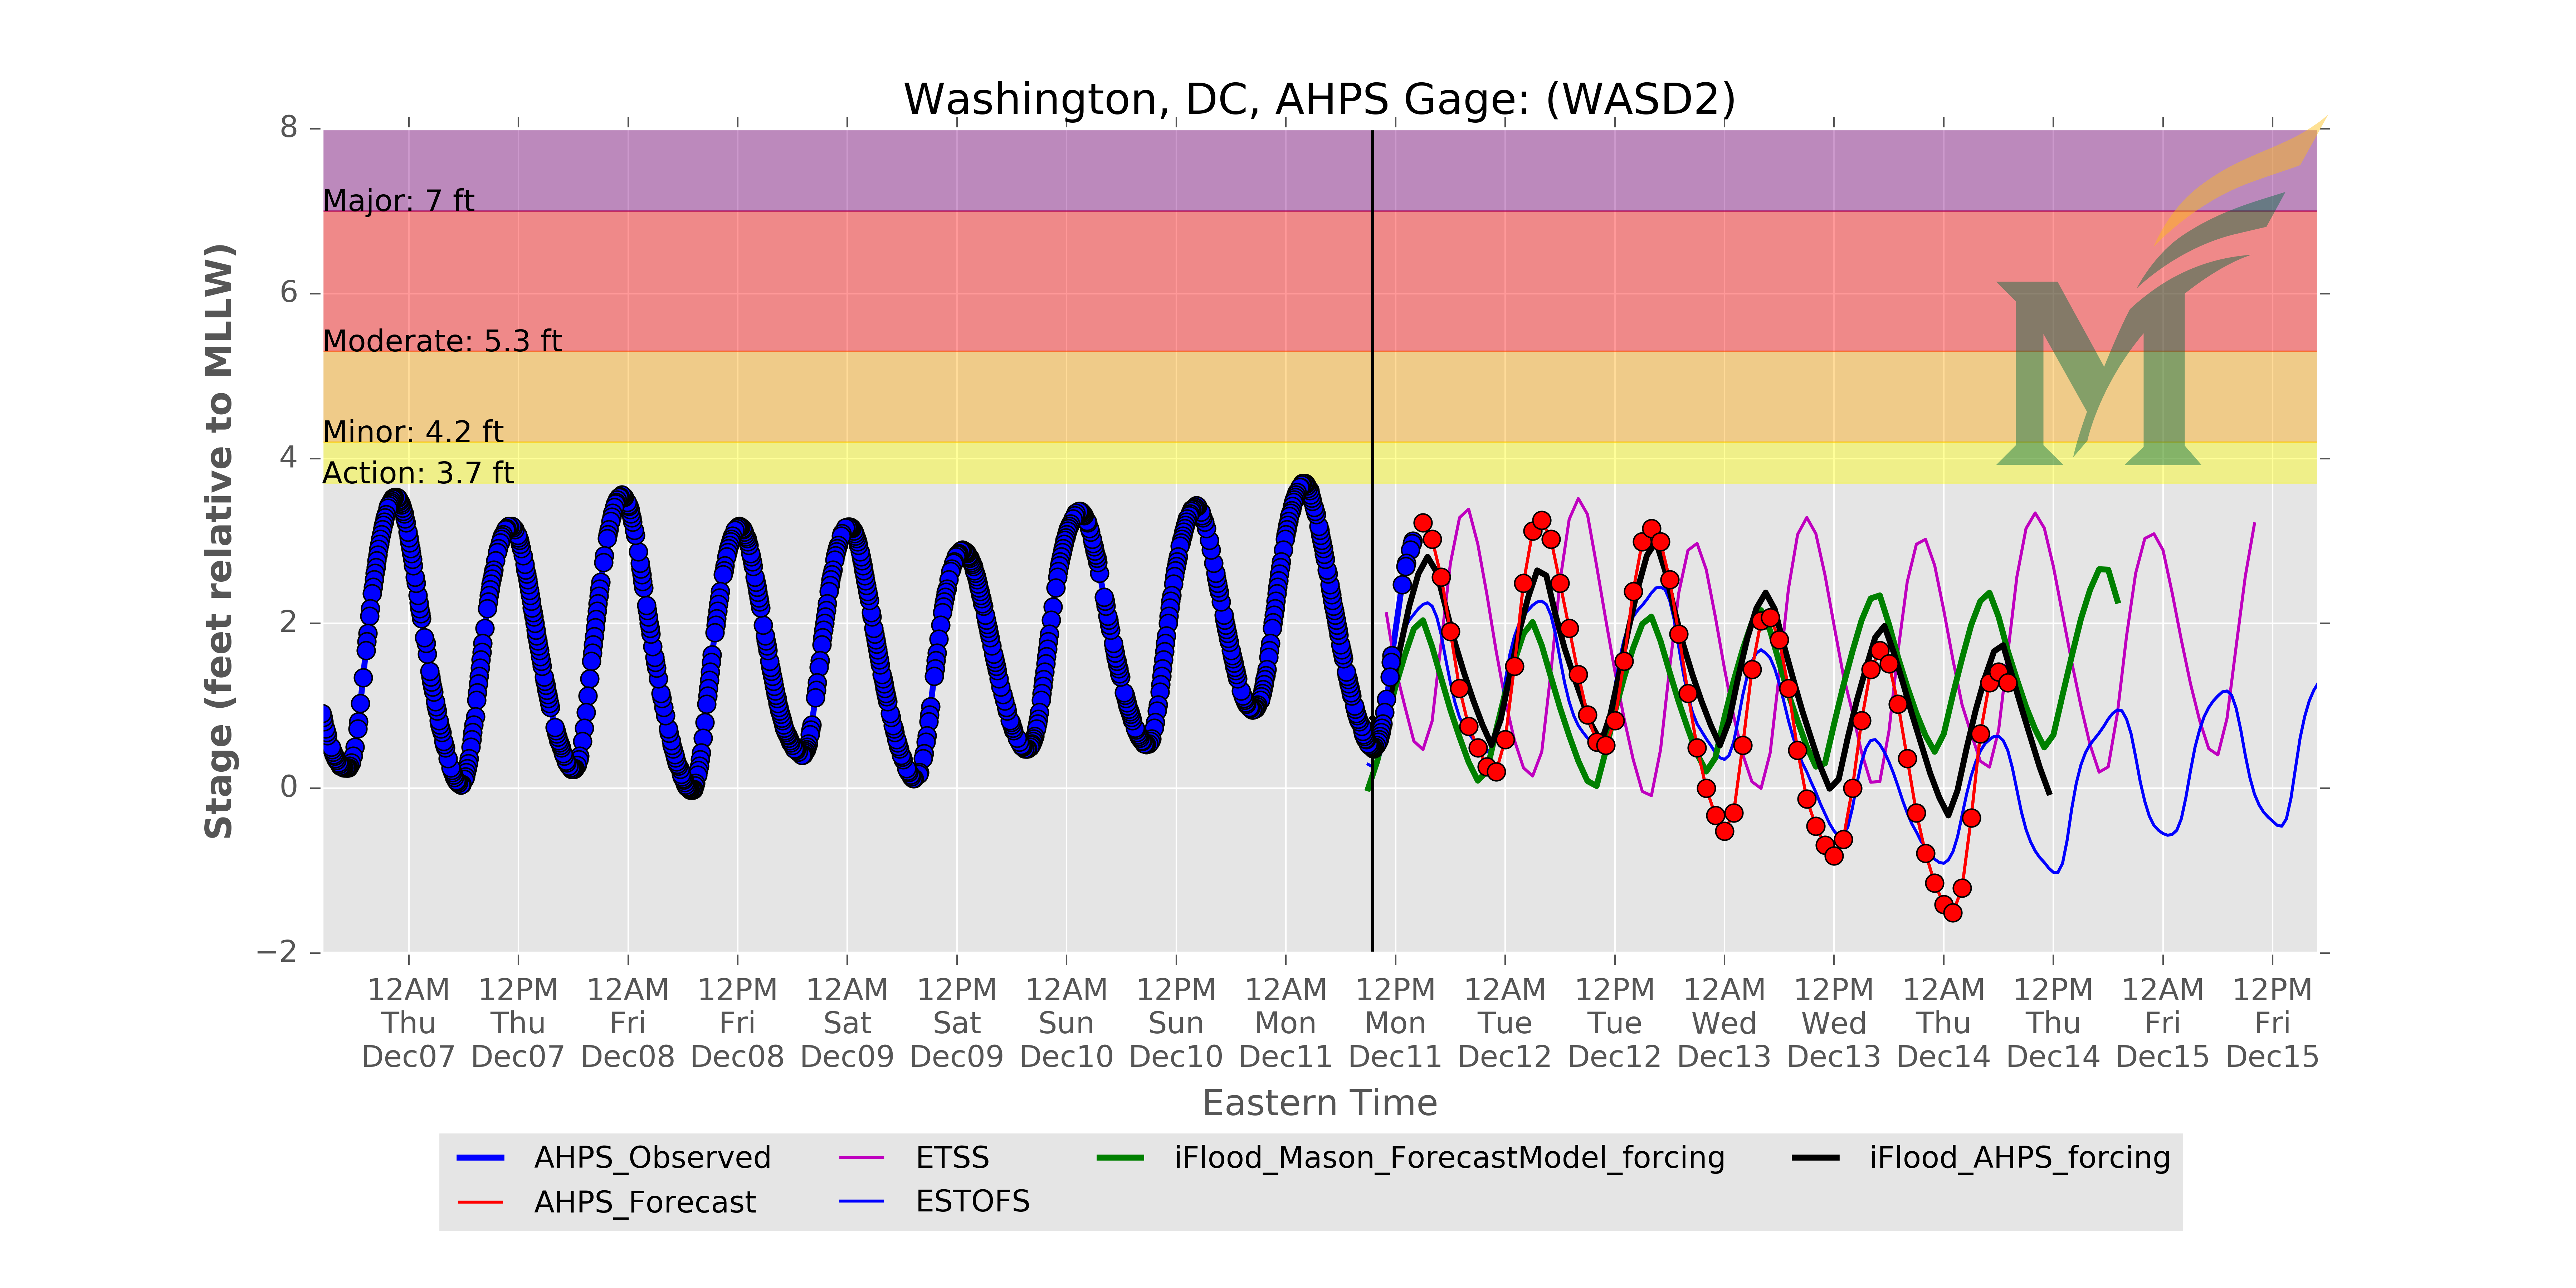 Washington, DC, AHPS Gage: (WASD2)
8
Major: 7 ft
6
Moderate: 5.3 ft
Minor: 4.2 ft
4
Action: 3.7 ft
2
0
−2
Stage (feet relative to MLLW)
12AM 12PM 12AM 12PM 12AM 12PM 12AM 12PM 12AM 12PM 12AM 12PM 12AM 12PM 12AM 12PM 12AM 12PM
Thu Thu Fri Fri Sat Sat Sun Sun Mon Mon Tue Tue Wed Wed Thu Thu Fri Fri
Dec07 Dec07 Dec08 Dec08 Dec09 Dec09 Dec10 Dec10 Dec11 Dec11 Dec12 Dec12 Dec13 Dec13 Dec14 Dec14 Dec15 Dec15
Eastern Time
AHPS_Observed ETSS iFlood_Mason_ForecastModel_forcing iFlood_AHPS_forcing
AHPS_Forecast ESTOFS
M